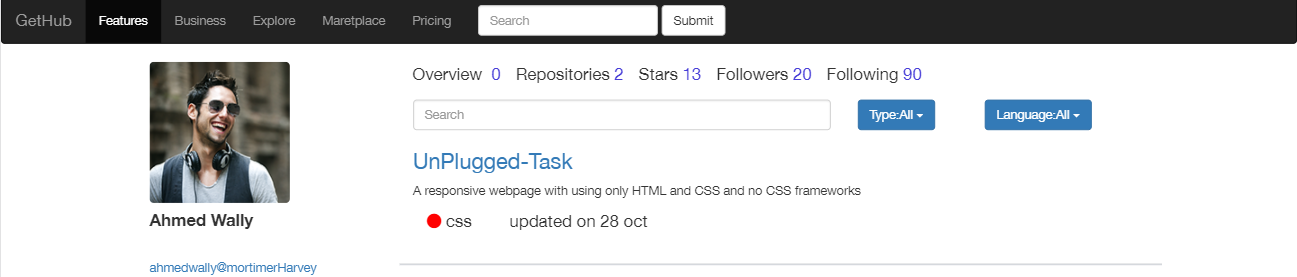 GetHub Features Business Explore Maretplace Pricing Search Submit
Overview 0 Repositories 2 Stars 13 Followers 20 Following 90
Search Type:All Language:All
UnPlugged-Task
A responsive webpage with using only HTML and CSS and no CSS frameworks
css updated on 28 oct
Ahmed Wally
ahmedwally@mortimerHarvey